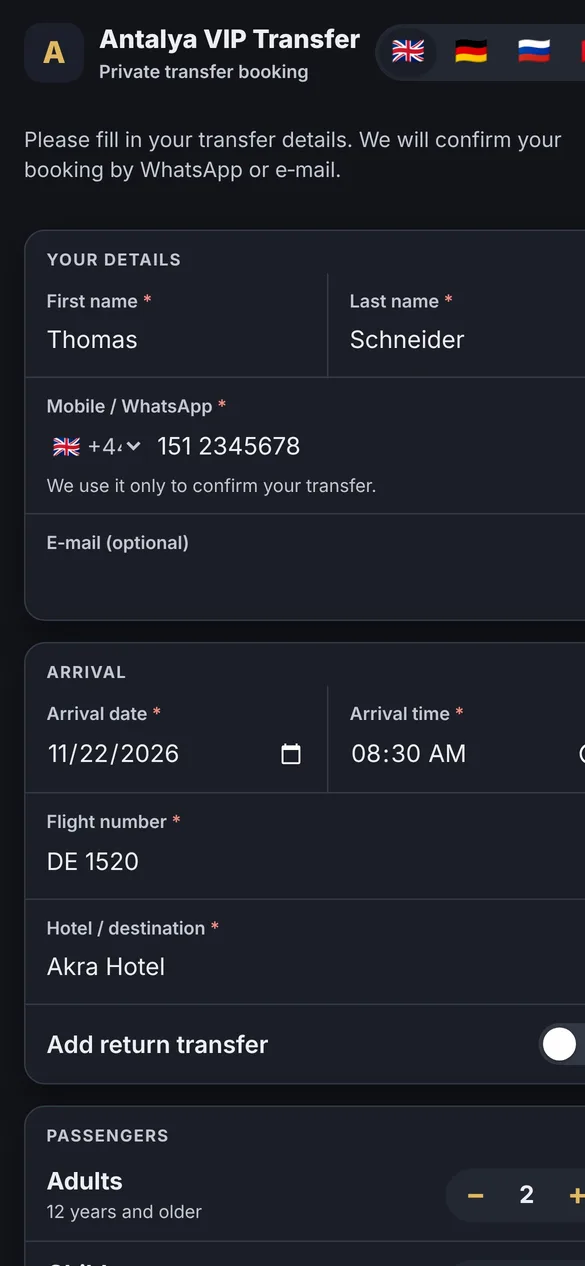 A
Antalya VIP Transfer
Private transfer booking
Please fill in your transfer details. We will confirm your
booking by WhatsApp or e-mail.
YOUR DETAILS
First name *
Last name *
Thomas
Schneider
Mobile / WhatsApp *
+44 151 2345678
We use it only to confirm your transfer.
E-mail (optional)
ARRIVAL
Arrival date *
Arrival time *
11/22/2026
08:30 AM
Flight number *
DE 1520
Hotel / destination *
Akra Hotel
Add return transfer
PASSENGERS
Adults
12 years and older
− 2 +